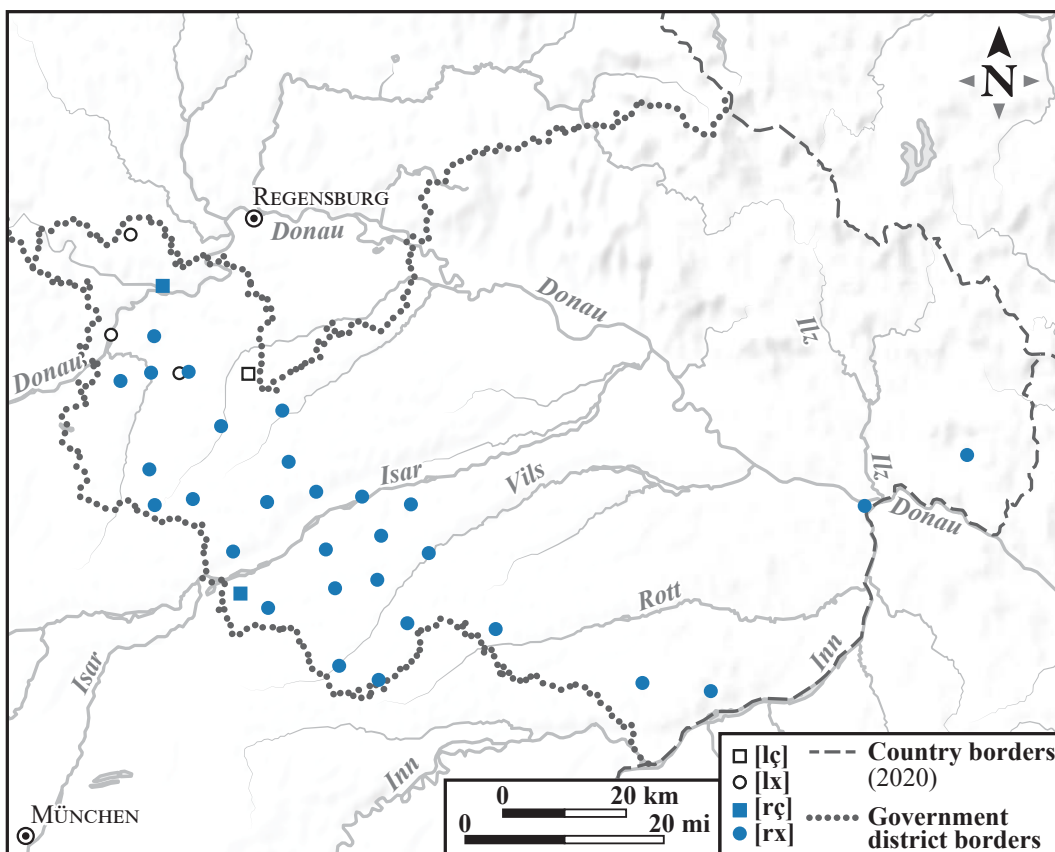 N
REGENSBURG
Donau
Donau
Donau
Ilz
Isar
Vils
Ilz
Donau
Rott
Isar
Inn
Inn
MÜNCHEN
[lç]
[lx]
[rç]
[rx]
Country borders
(2020)
Government
district borders
0 20 km
0 20 mi